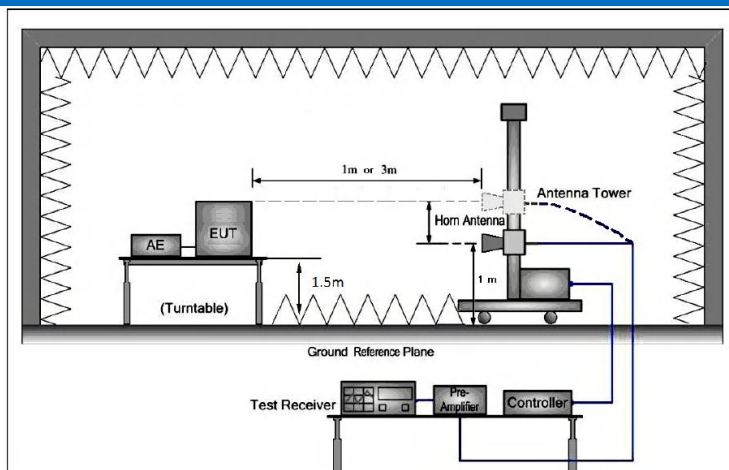 1m or 3m
Antenna Tower
Horn Antenna
AE
EUT
1.5m
1 m
(Turntable)
Ground Reference Plane
Test Receiver
Pre-
Amplifier
Controller